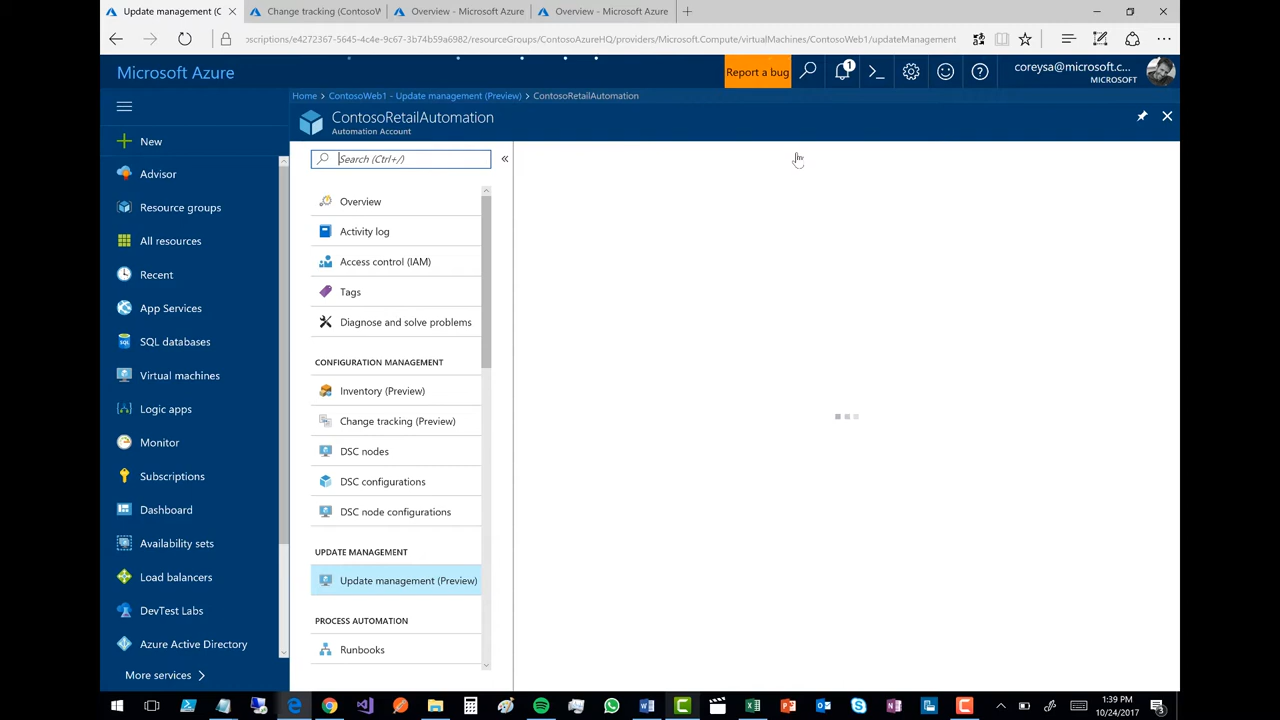 Update management (C
Change tracking (ContosoW
Overview - Microsoft Azure
Overview - Microsoft Azure
bscriptions/e4272367-5645-4c4e-9c67-3b74b59a6982/resourceGroups/ContosoAzureHQ/providers/Microsoft.Compute/virtualMachines/ContosoWeb1/updateManagement
Microsoft Azure
Report a bug
1
coreysa@microsoft.c...
MICROSOFT
Home > ContosoWeb1 - Update management (Preview) > ContosoRetailAutomation
ContosoRetailAutomation
Automation Account
New
Advisor
Resource groups
All resources
Recent
App Services
SQL databases
Virtual machines
Logic apps
Monitor
Subscriptions
Dashboard
Availability sets
Load balancers
DevTest Labs
Azure Active Directory
More services
Search (Ctrl+/)
Overview
Activity log
Access control (IAM)
Tags
Diagnose and solve problems
CONFIGURATION MANAGEMENT
Inventory (Preview)
Change tracking (Preview)
DSC nodes
DSC configurations
DSC node configurations
UPDATE MANAGEMENT
Update management (Preview)
PROCESS AUTOMATION
Runbooks
1:39 PM
10/24/2017
3